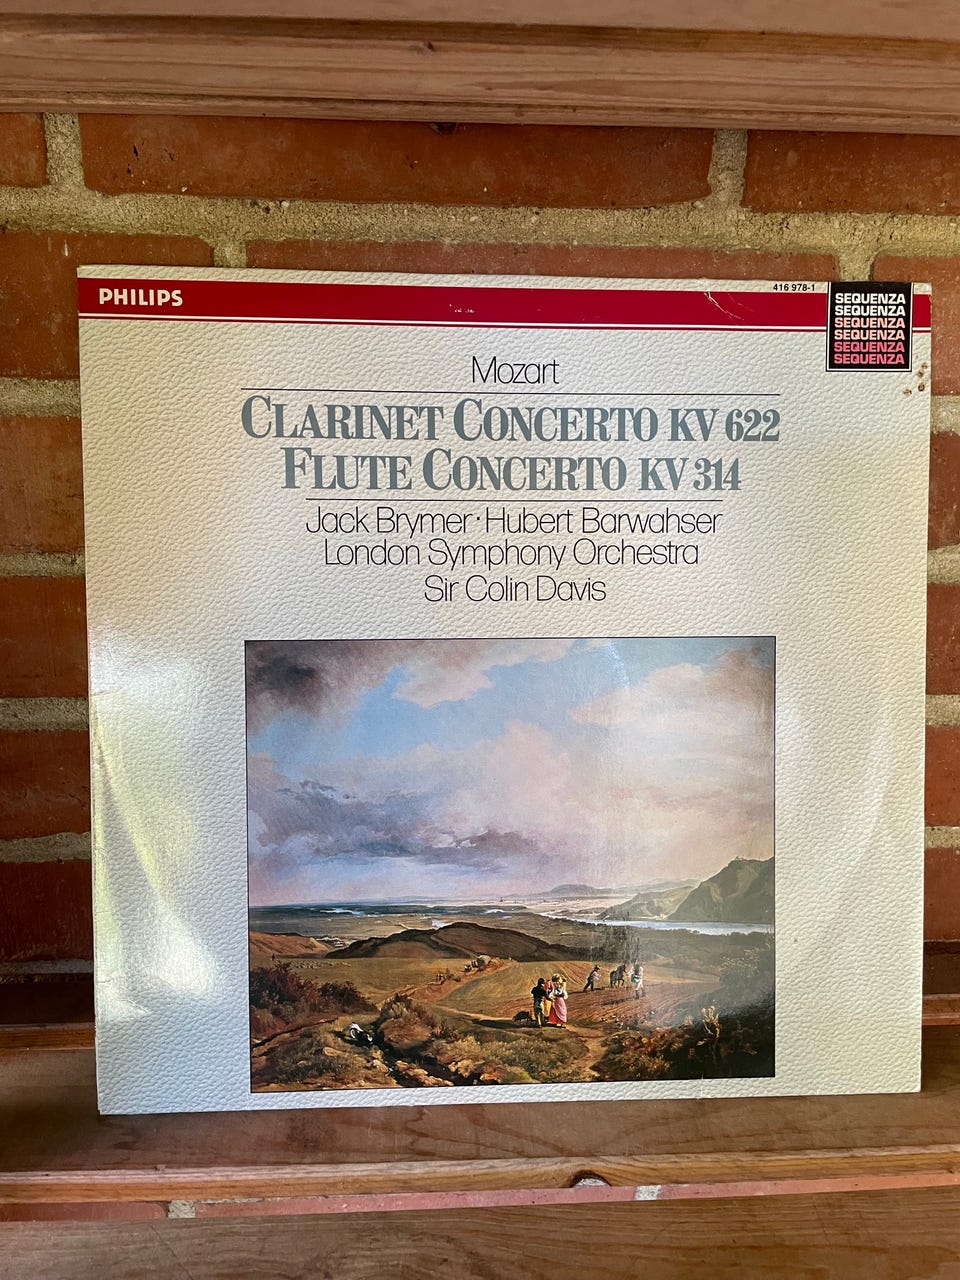 PHILIPS
416 978-1
SEQUENZA
SEQUENZA
SEQUENZA
SEQUENZA
SEQUENZA
SEQUENZA
Mozart
CLARINET CONCERTO KV 622
FLUTE CONCERTO KV 314
Jack Brymer · Hubert Barwahser
London Symphony Orchestra
Sir Colin Davis